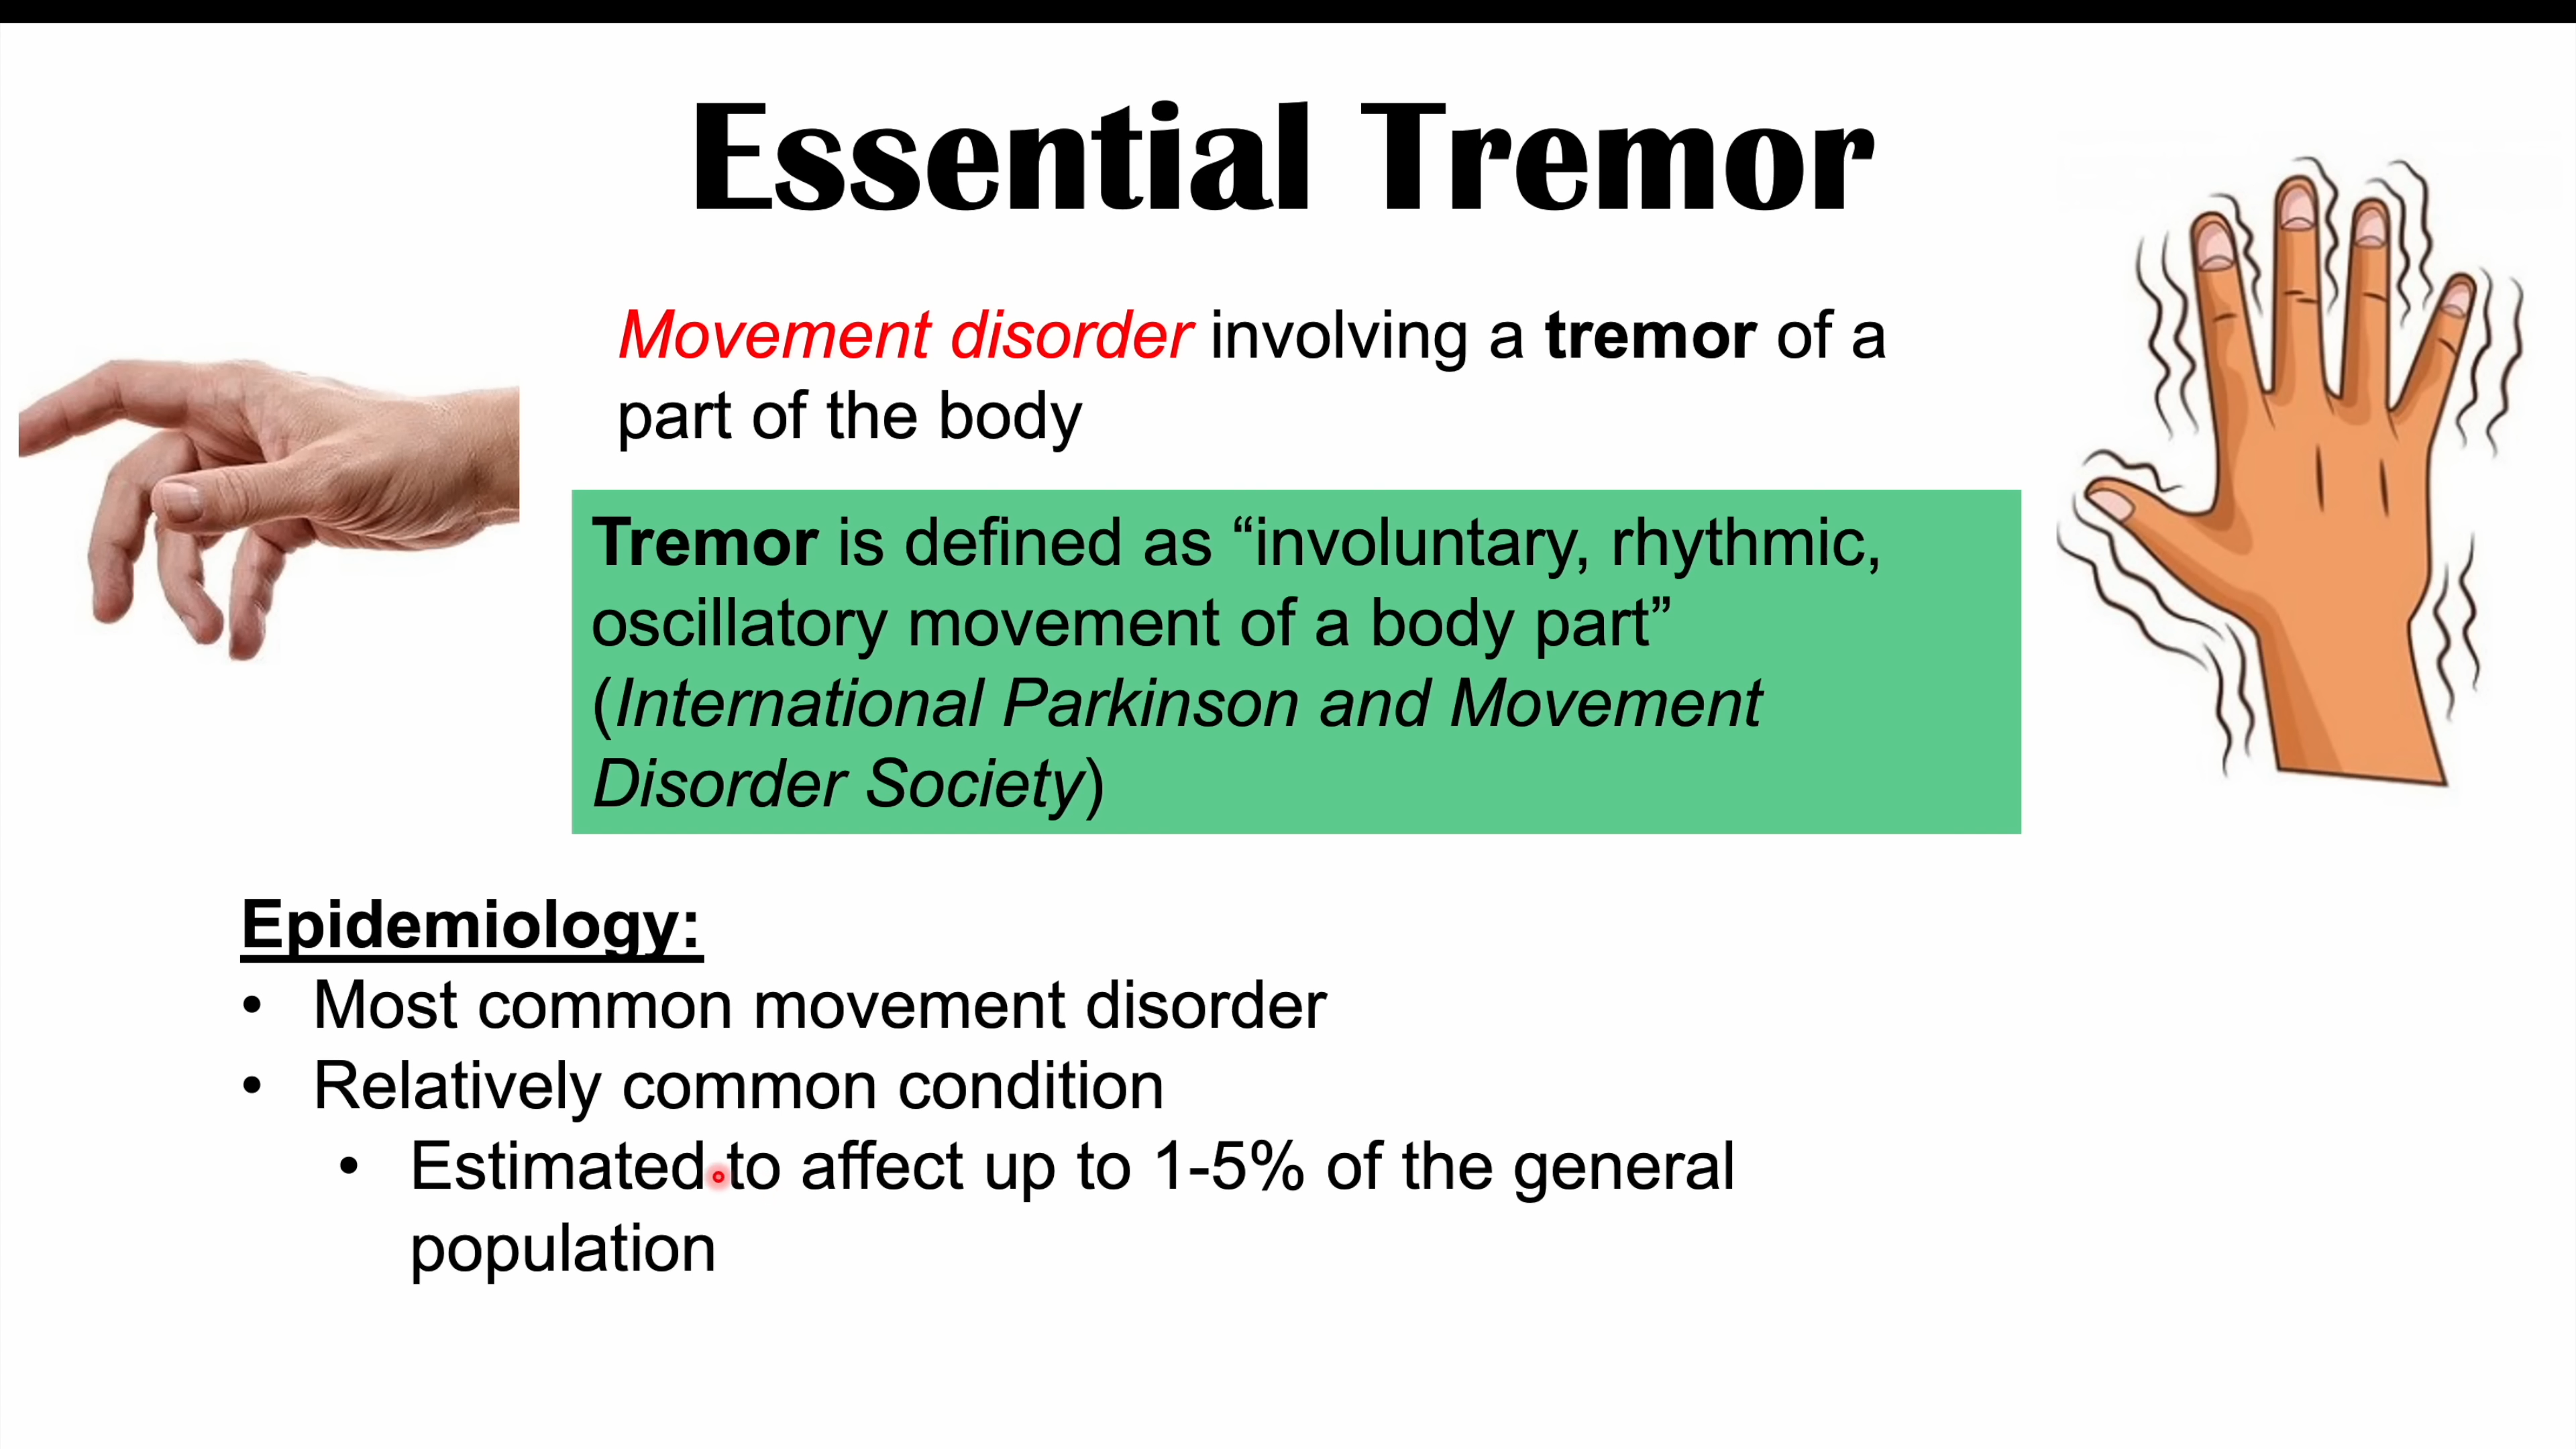 Essential Tremor
Movement disorder involving a tremor of a
part of the body
Tremor is defined as “involuntary, rhythmic,
oscillatory movement of a body part”
(International Parkinson and Movement
Disorder Society)
Epidemiology:
• Most common movement disorder
• Relatively common condition
• Estimated to affect up to 1-5% of the general
population